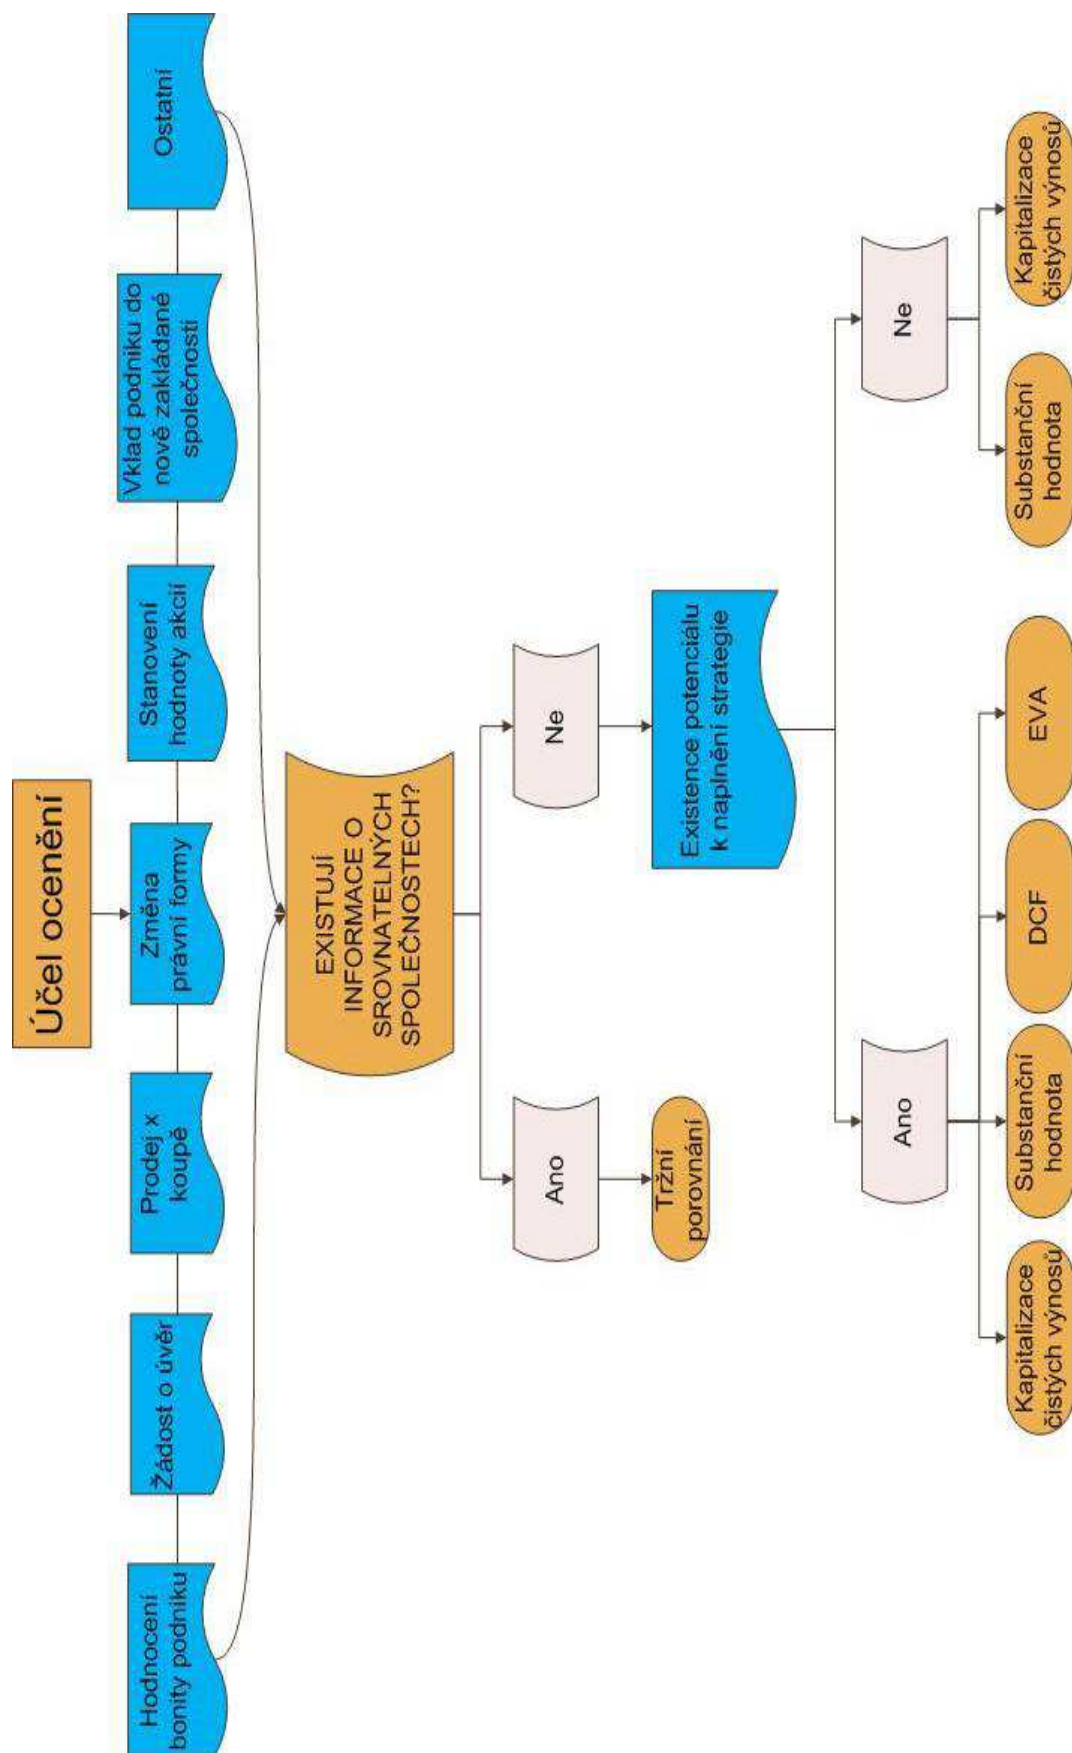 Účel ocenění
Hodnocení
bonity podniku
Žádost o úvěr
Prodej x
koupě
Změna
právní formy
Stanovení
hodnoty akcií
Vklad podniku do
nově zakládané
společnosti
Ostatní
EXISTUJÍ
INFORMACE O
SROVNATELNÝCH
SPOLEČNOSTECH?
Ano
Ne
Tržní
porovnání
Existence potenciálu
k naplnění strategie
Ano
Ne
Kapitalizace
čistých výnosů
Substanční
hodnota
DCF
EVA
Substanční
hodnota
Kapitalizace
čistých výnosů